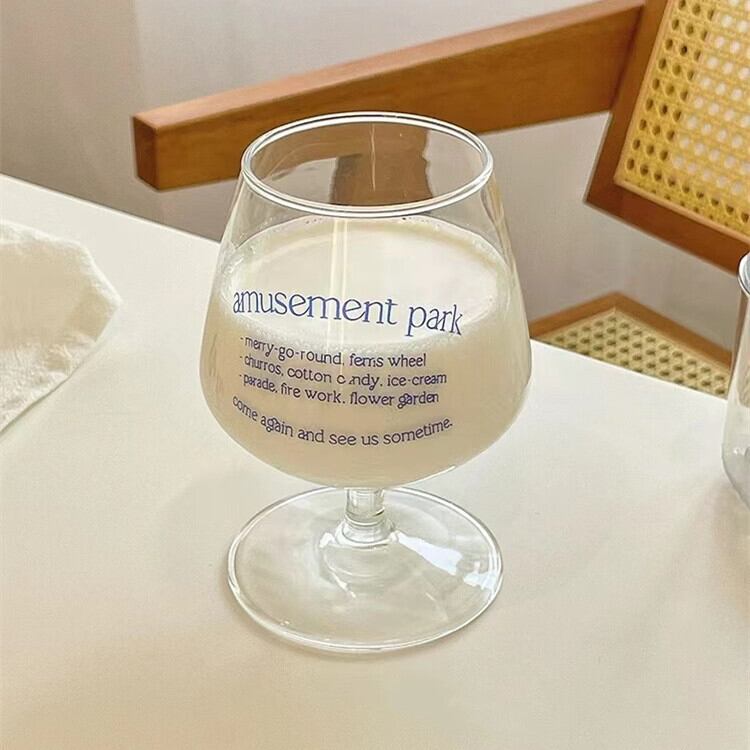 amusement park
- merry-go-round, ferris wheel
- churros, cotton candy, ice-cream
- parade, fire work, flower garden
come again and see us sometime.